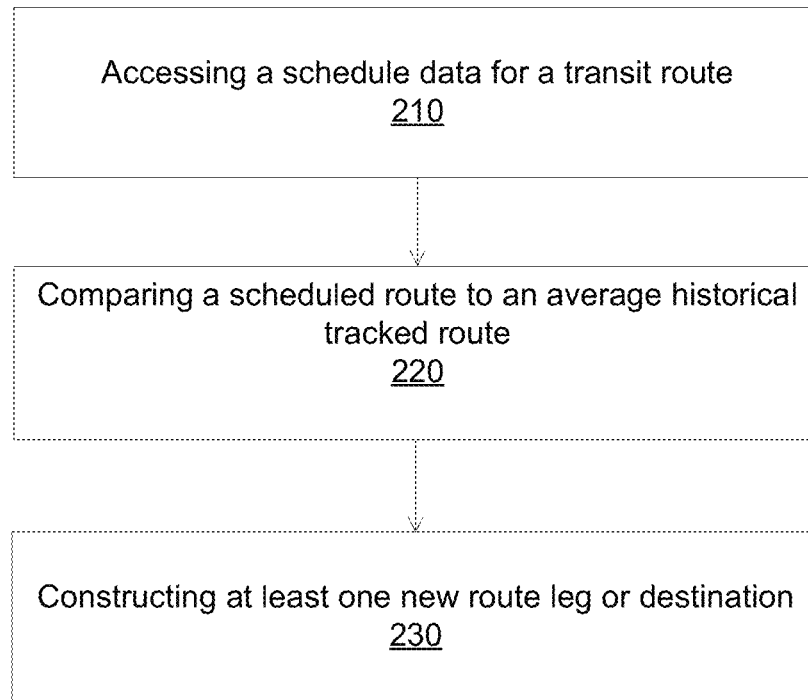 Accessing a schedule data for a transit route
210
Comparing a scheduled route to an average historical
tracked route
220
Constructing at least one new route leg or destination
230